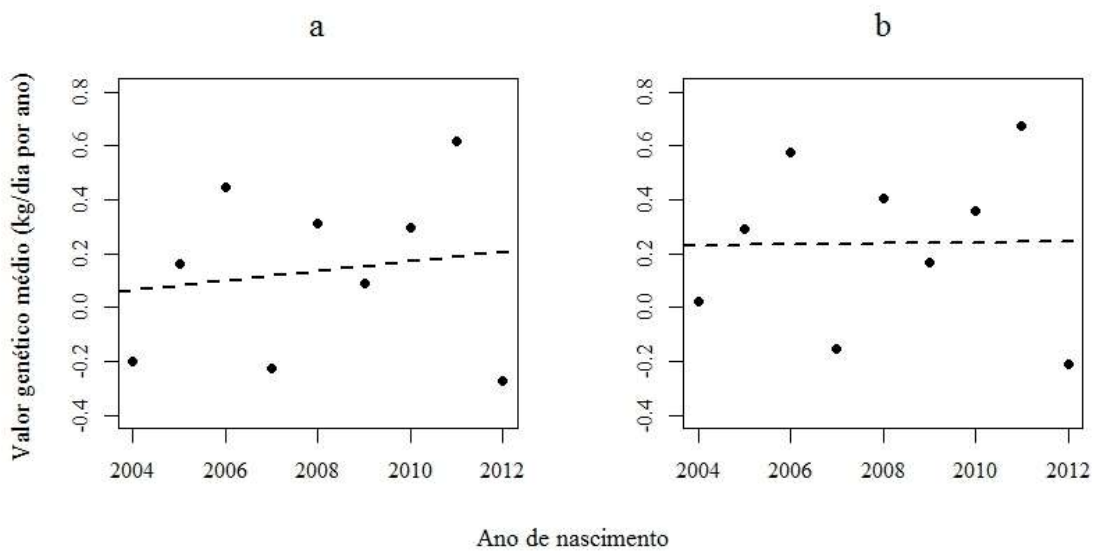 a
b
Valor genético médio (kg/dia por ano)
0.8
0.6
0.4
0.2
0.0
-0.2
-0.4
2004 2006 2008 2010 2012
0.8
0.6
0.4
0.2
0.0
-0.2
-0.4
2004 2006 2008 2010 2012
Ano de nascimento